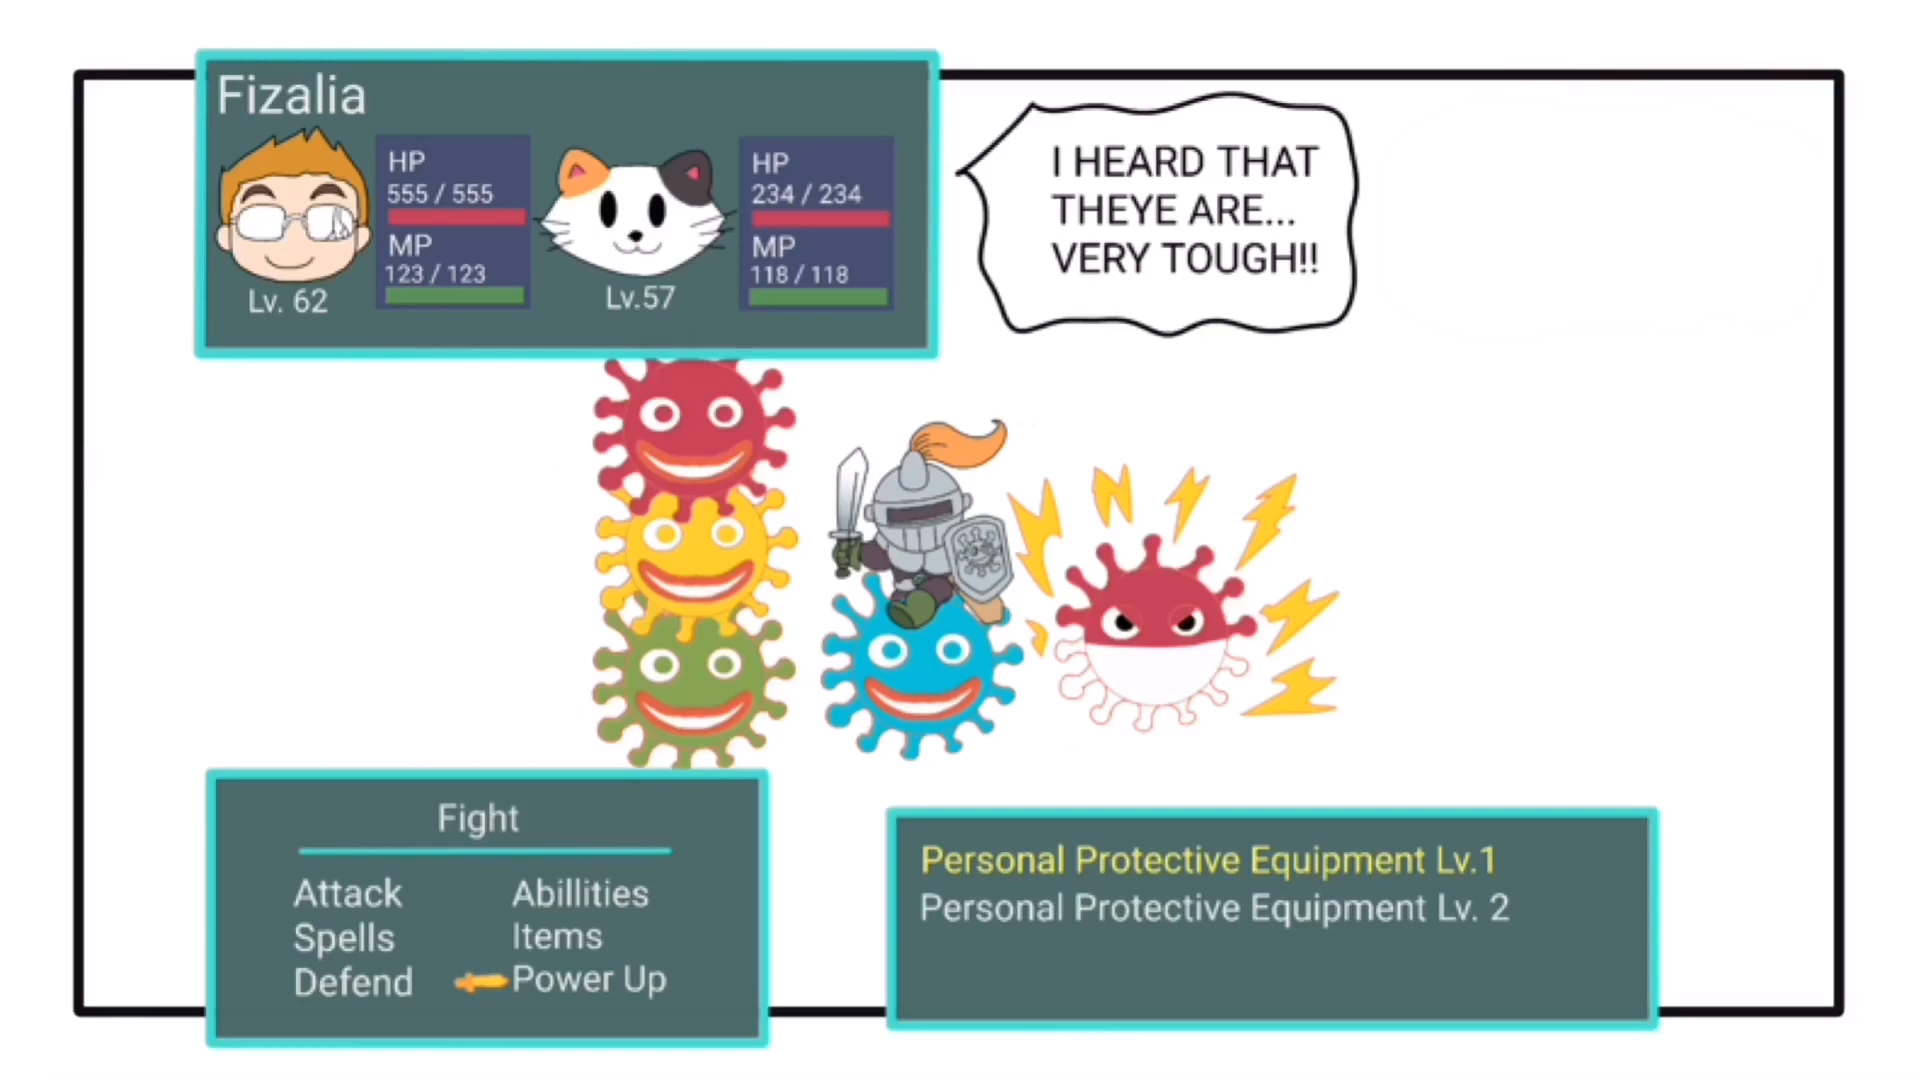 Fizalia
HP
555 / 555
MP
123 / 123
Lv. 62
HP
234 / 234
MP
118 / 118
Lv.57
I HEARD THAT
THEYE ARE...
VERY TOUGH!!
Fight
Attack
Spells
Defend
Abillities
Items
Power Up
Personal Protective Equipment Lv.1
Personal Protective Equipment Lv. 2